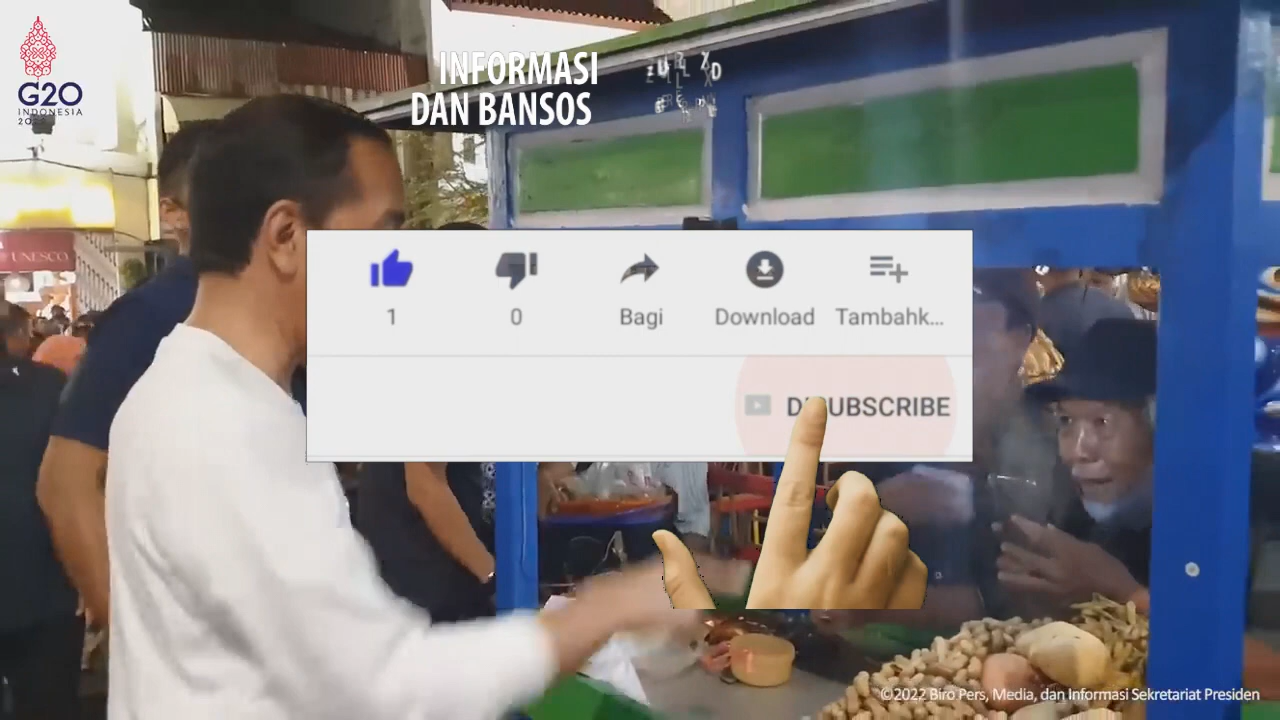 G20
INDONESIA
2022
INFORMASI
DAN BANSOS
UNESCO
1
0
Bagi
Download
Tambahk...
©2022 Biro Pers, Media, dan Informasi Sekretariat Presiden